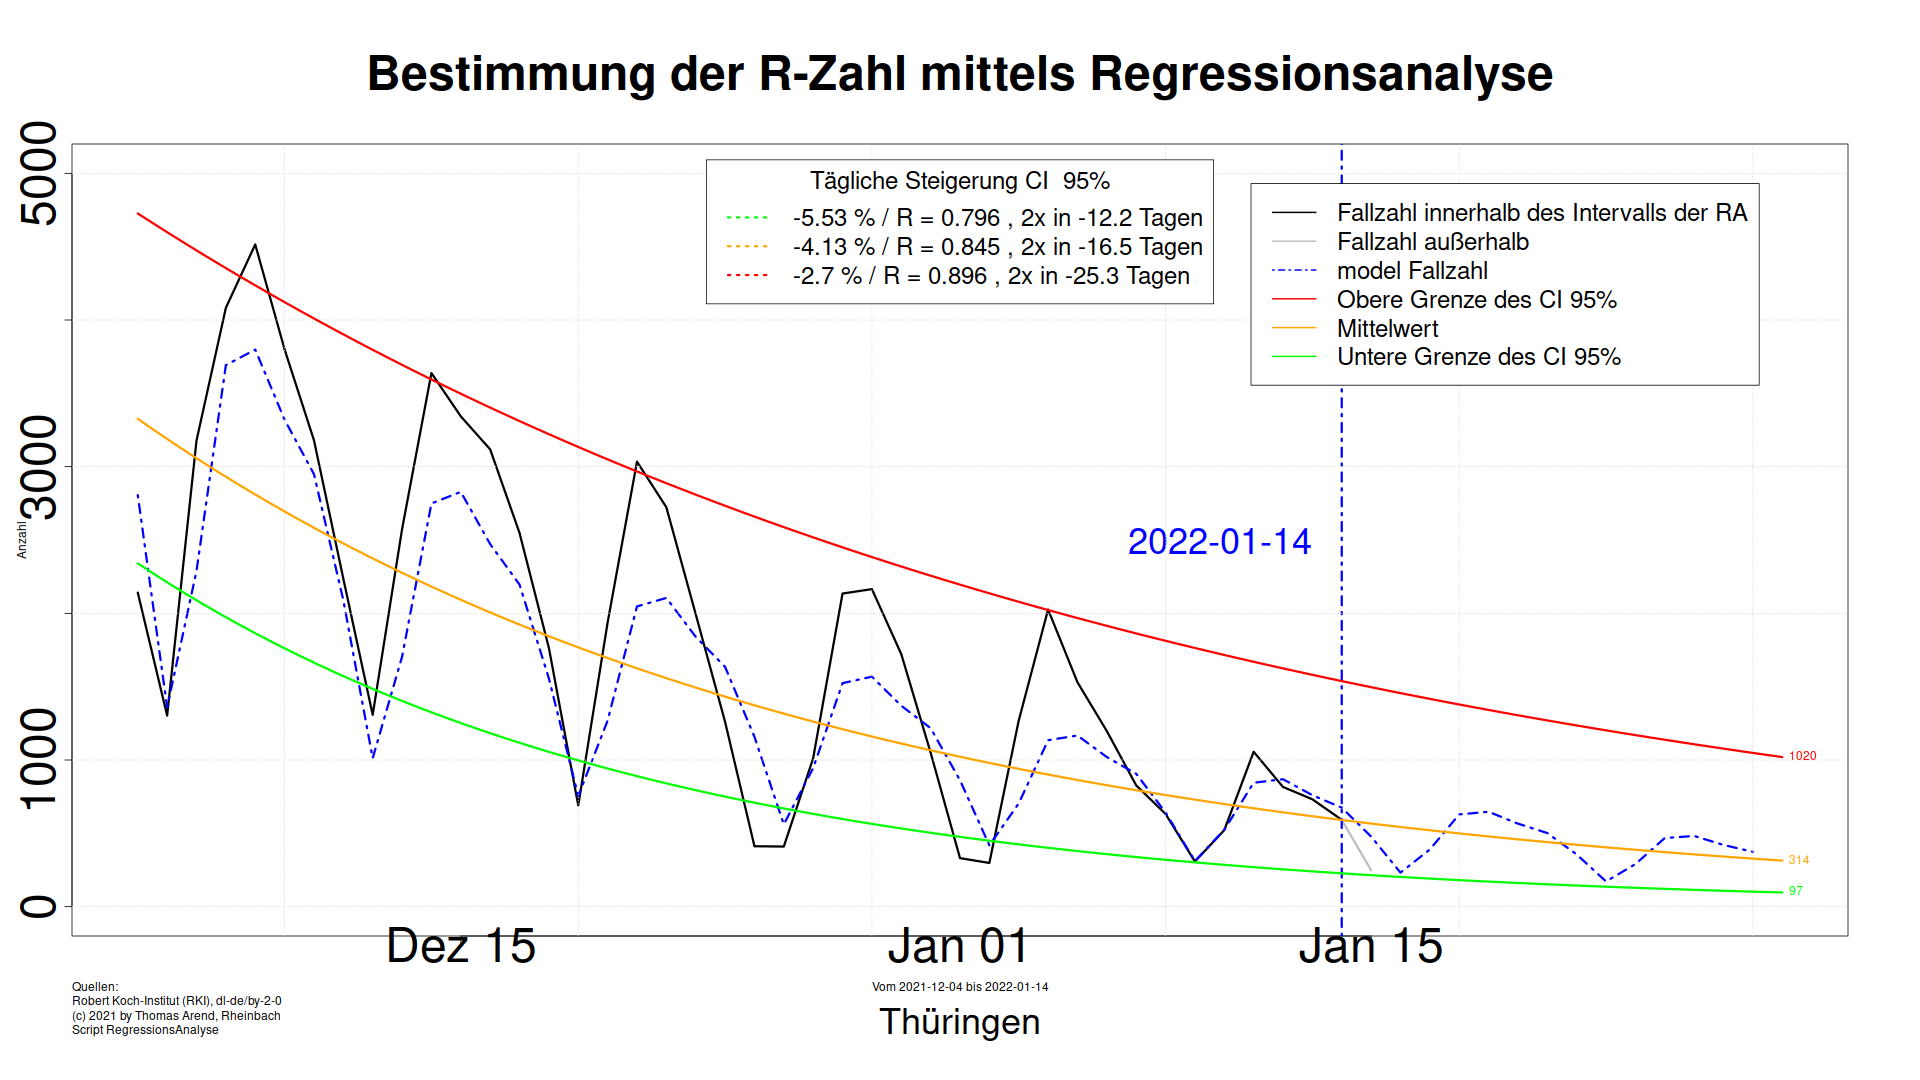 Bestimmung der R-Zahl mittels Regressionsanalyse
5000
3000
1000
0
Anzahl
Tägliche Steigerung CI  95%
-5.53 % / R = 0.796 , 2x in -12.2 Tagen
-4.13 % / R = 0.845 , 2x in -16.5 Tagen
-2.7 % / R = 0.896 , 2x in -25.3 Tagen
Fallzahl innerhalb des Intervalls der RA
Fallzahl außerhalb
model Fallzahl
Obere Grenze des CI 95%
Mittelwert
Untere Grenze des CI 95%
2022-01-14
1020
314
97
Dez 15
Jan 01
Jan 15
Quellen:
Robert Koch-Institut (RKI), dl-de/by-2-0
(c) 2021 by Thomas Arend, Rheinbach
Script RegressionsAnalyse
Vom 2021-12-04 bis 2022-01-14
Thüringen